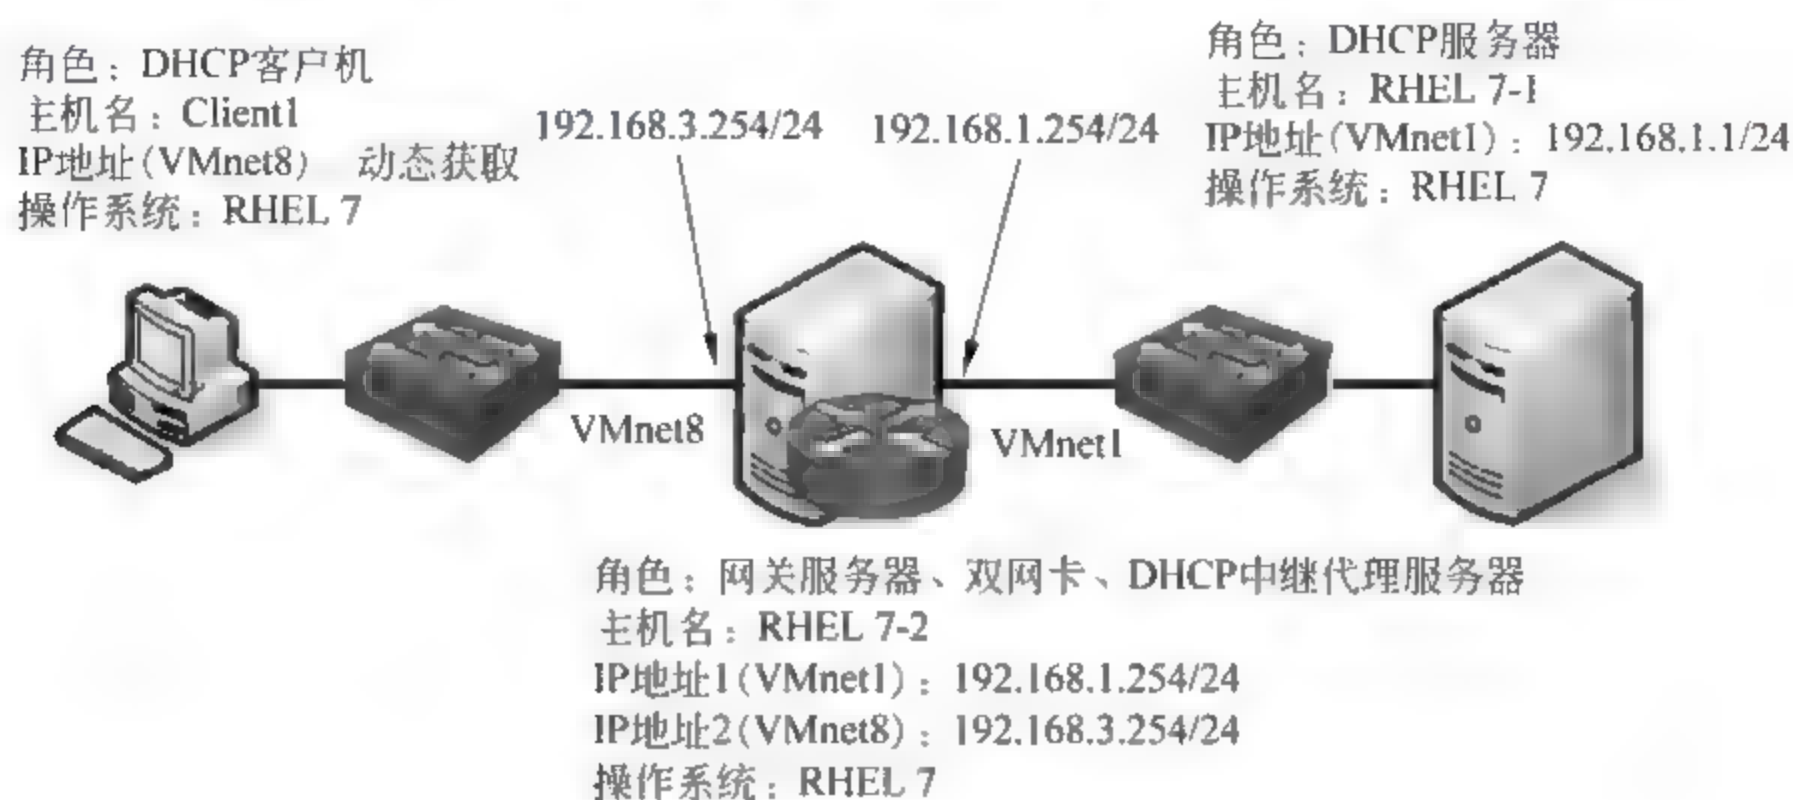 角色：DHCP客户机
主机名：Client1
IP地址(VMnet8) 动态获取
操作系统：RHEL 7
192.168.3.254/24
192.168.1.254/24
角色：DHCP服务器
主机名：RHEL 7-1
IP地址(VMnet1)：192.168.1.1/24
操作系统：RHEL 7
VMnet8
VMnet1
角色：网关服务器、双网卡、DHCP中继代理服务器
主机名：RHEL 7-2
IP地址1(VMnet1)：192.168.1.254/24
IP地址2(VMnet8)：192.168.3.254/24
操作系统：RHEL 7